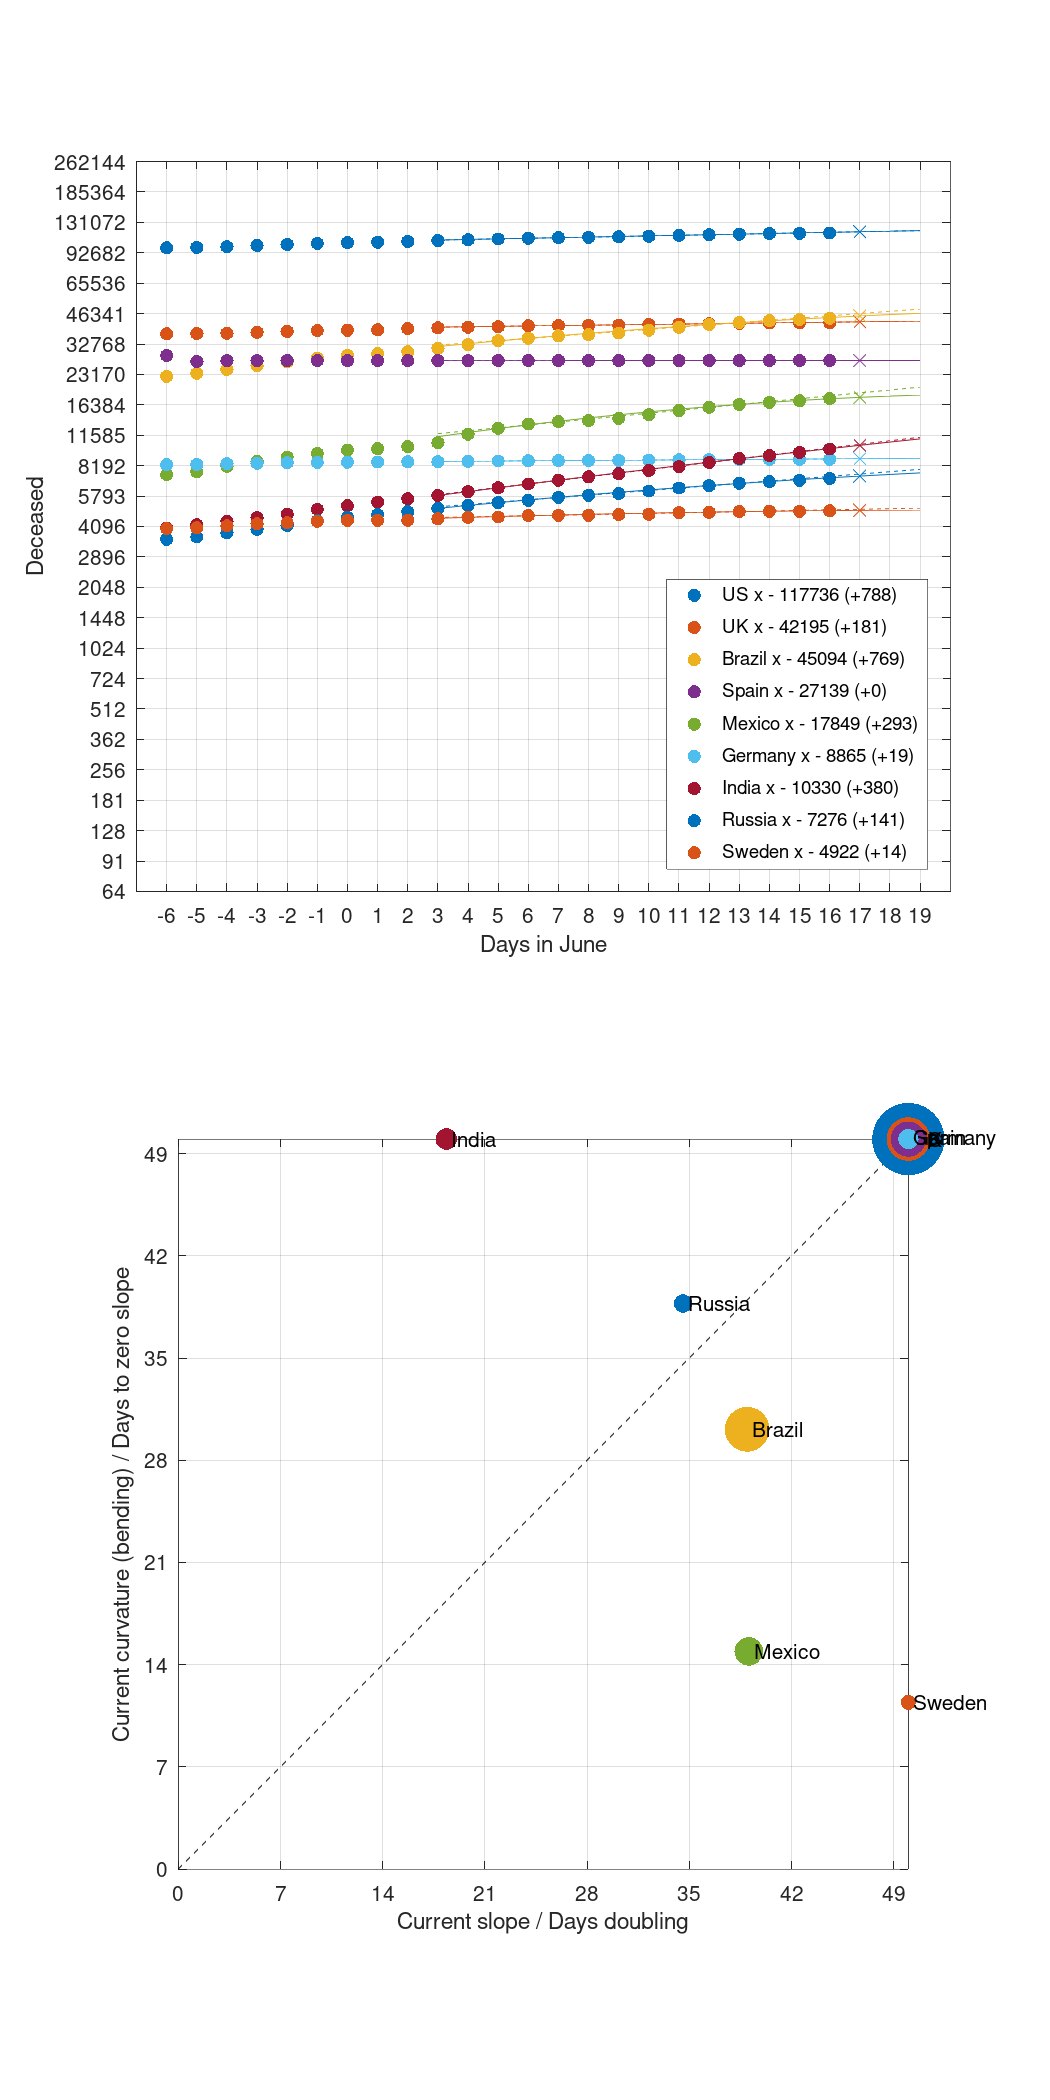 262144
185364
131072
92682
65536
46341
32768
23170
16384
11585
8192
5793
4096
2896
2048
1448
1024
724
512
362
256
181
128
91
64
Deceased
US x - 117736 (+788)
UK x - 42195 (+181)
Brazil x - 45094 (+769)
Spain x - 27139 (+0)
Mexico x - 17849 (+293)
Germany x - 8865 (+19)
India x - 10330 (+380)
Russia x - 7276 (+141)
Sweden x - 4922 (+14)
-6 -5 -4 -3 -2 -1 0 1 2 3 4 5 6 7 8 9 10 11 12 13 14 15 16 17 18 19
Days in June
49
42
35
28
21
14
7
0
Current curvature (bending) / Days to zero slope
India
Russia
Brazil
Mexico
Sweden
0 7 14 21 28 35 42 49
Current slope / Days doubling